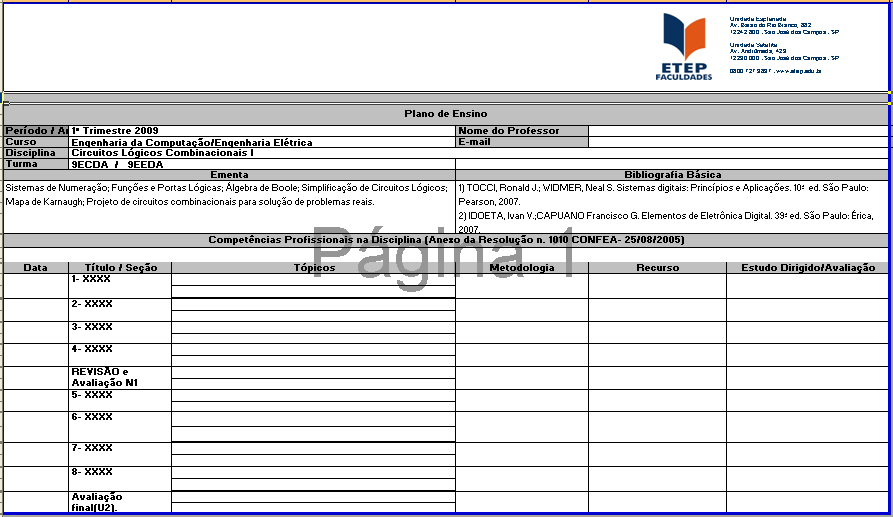 Unidade Esplanada
Av. Barão do Rio Branco, 882
12242 800 . São José dos Campos . SP
Unidade Satélite
Av. Andrômeda, 423
12230 000 . São José dos Campos . SP
ETEP
FACULDADES
www.etep.edu.br
Plano de Ensino
Período / An 1º Trimestre 2009 Nome do Professor
Curso Engenharia da Computação/Engenharia Elétrica E-mail
Disciplina Circuitos Lógicos Combinacionais I
Turma 9ECDA / 9EEDA
Ementa Bibliografia Básica
Sistemas de Numeração; Funções e Portas Lógicas; Álgebra de Boole; Simplificação de Circuitos Lógicos;
Mapa de Karnaugh; Projeto de circuitos combinacionais para solução de problemas reais.
1) TOCCI, Ronald J.; WIDMER, Neal S. Sistemas digitais: Princípios e Aplicações. 10ª ed. São Paulo:
Pearson, 2007.
2) IDOETA, Ivan V.;CAPUANO Francisco G. Elementos de Eletrônica Digital. 39ª ed. São Paulo: Érica,
2007.
Competências Profissionais na Disciplina (Anexo da Resolução n. 1010 CONFEA- 25/08/2005)
Página 1
Data Título / Seção Tópicos Metodologia Recurso Estudo Dirigido/Avaliação
1- XXXX
2- XXXX
3- XXXX
4- XXXX
REVISÃO e
Avaliação N1
5- XXXX
6- XXXX
7- XXXX
8- XXXX
Avaliação
final(U2).